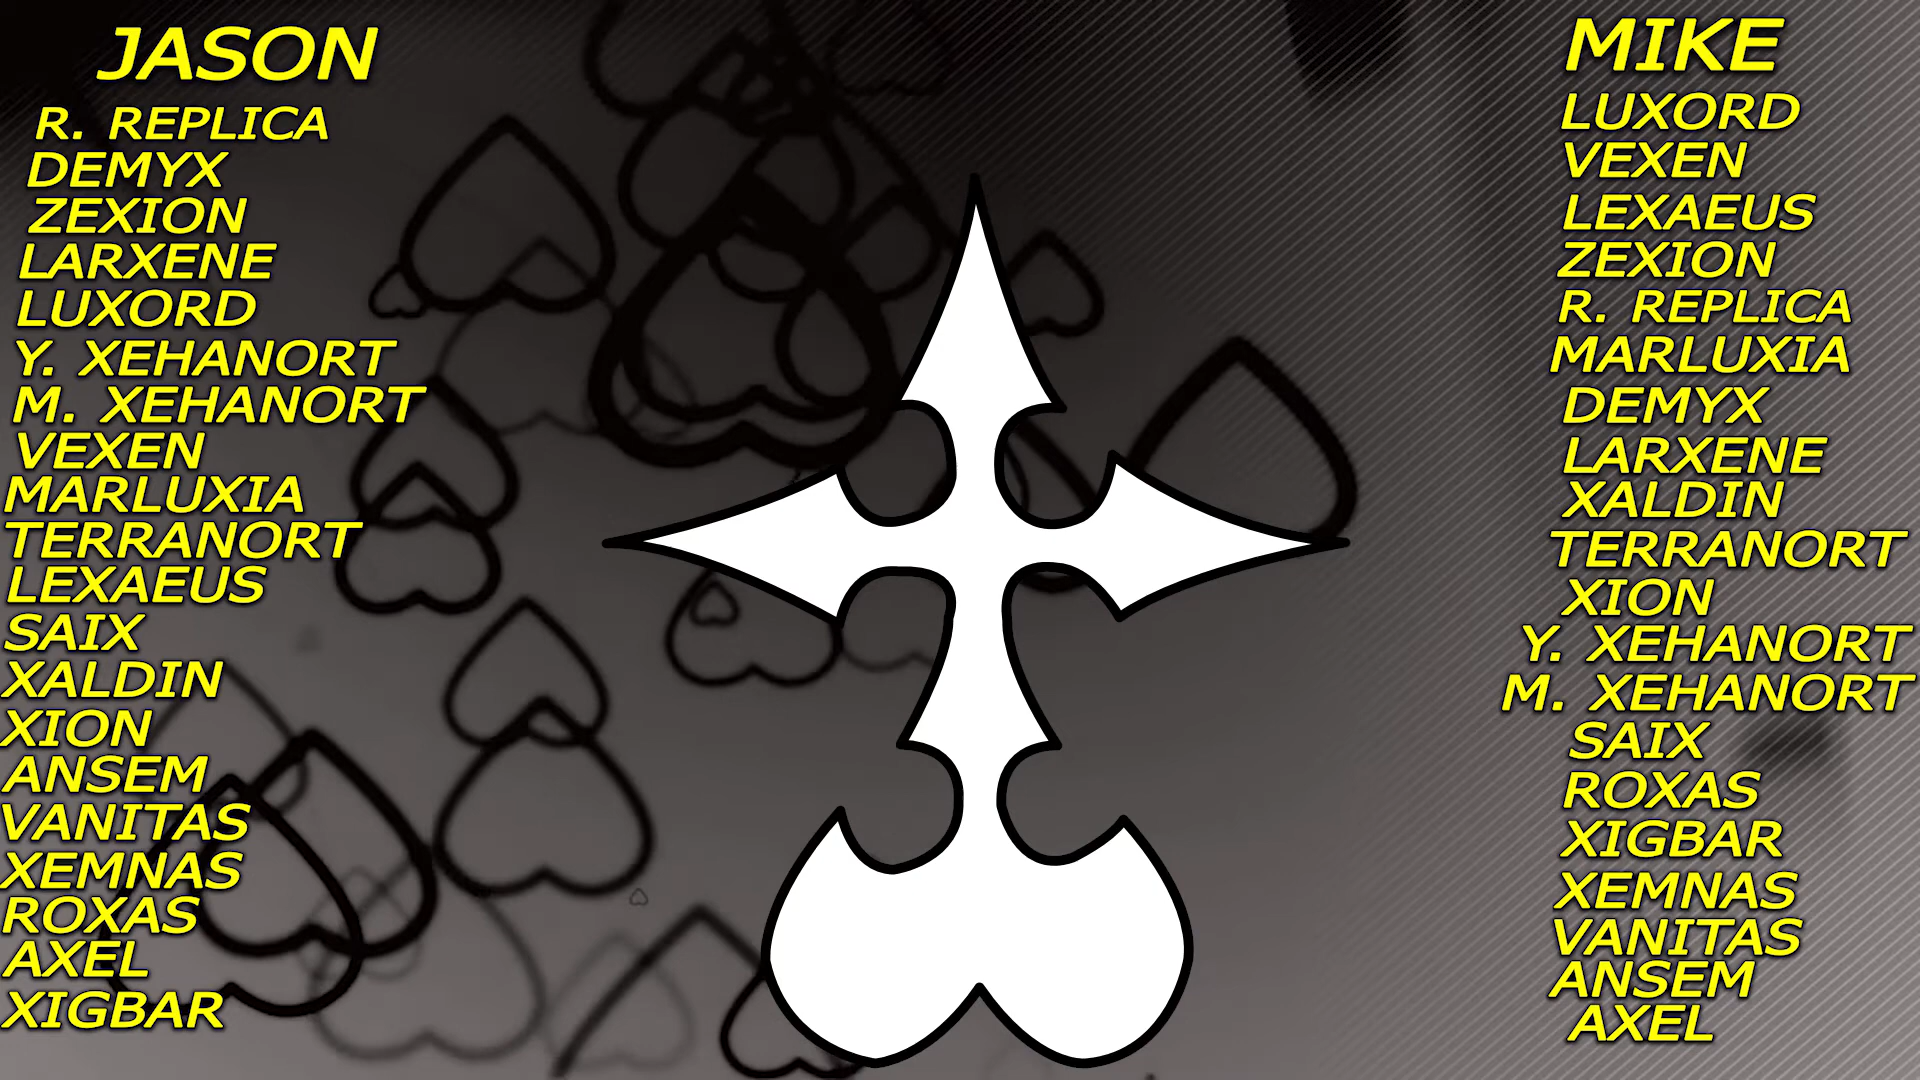 JASON
R. REPLICA
DEMYX
ZEXION
LARXENE
LUXORD
Y. XEHANORT
M. XEHANORT
VEXEN
MARLUXIA
TERRANORT
LEXAEUS
SAIX
XALDIN
XION
ANSEM
VANITAS
XEMNAS
ROXAS
AXEL
XIGBAR
MIKE
LUXORD
VEXEN
LEXAEUS
ZEXION
R. REPLICA
MARLUXIA
DEMYX
LARXENE
XALDIN
TERRANORT
XION
Y. XEHANORT
M. XEHANORT
SAIX
ROXAS
XIGBAR
XEMNAS
VANITAS
ANSEM
AXEL